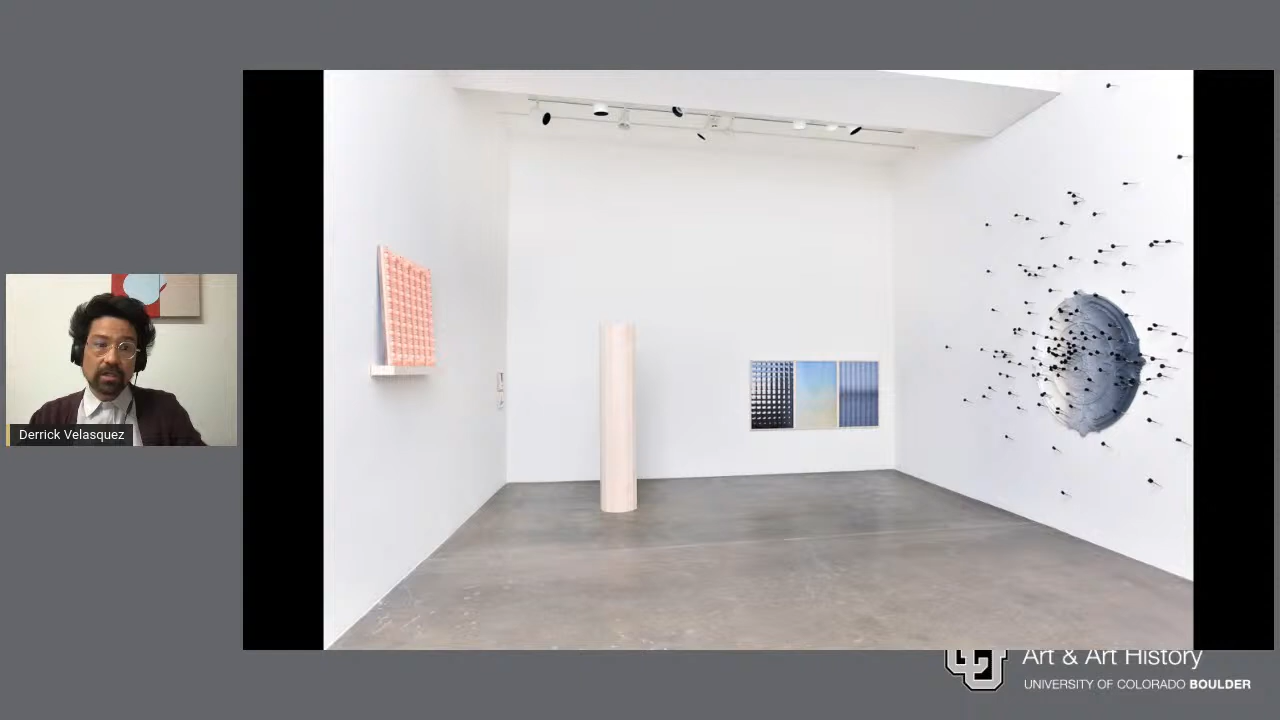 Derrick Velasquez
Art & Art History
UNIVERSITY OF COLORADO BOULDER